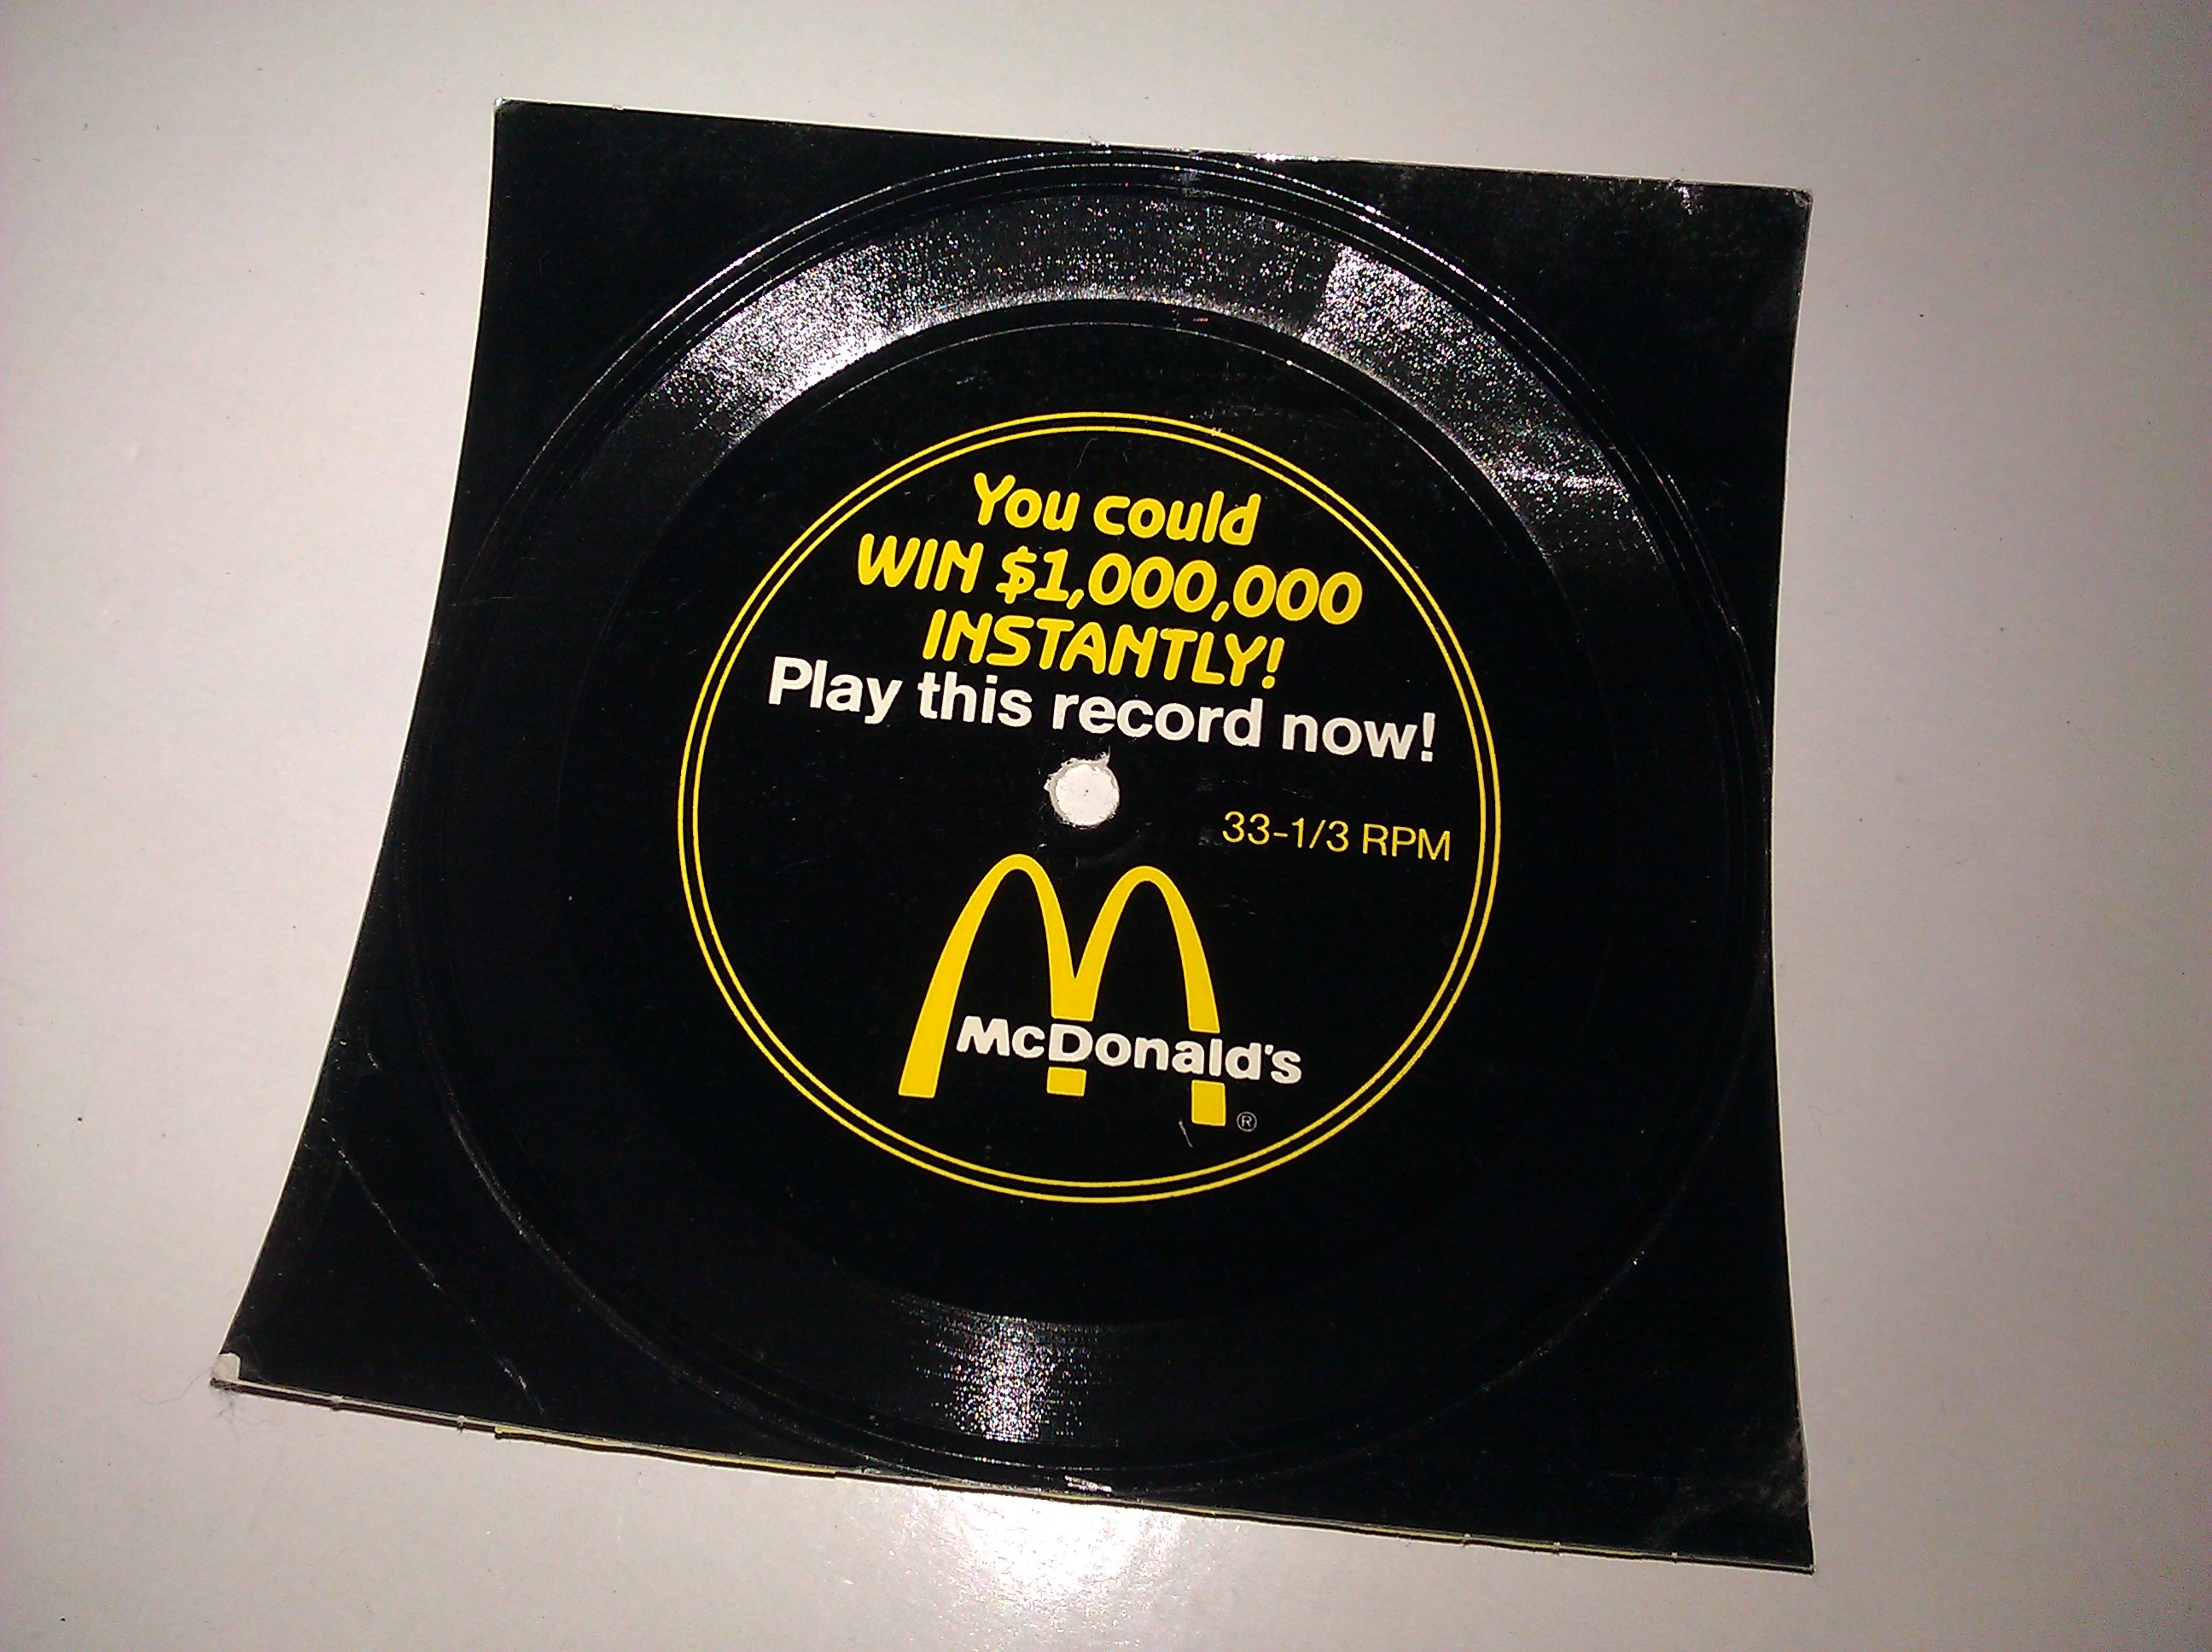 You could
WIN $1,000,000
INSTANTLY!
Play this record now!
33-1/3 RPM
McDonald's
®